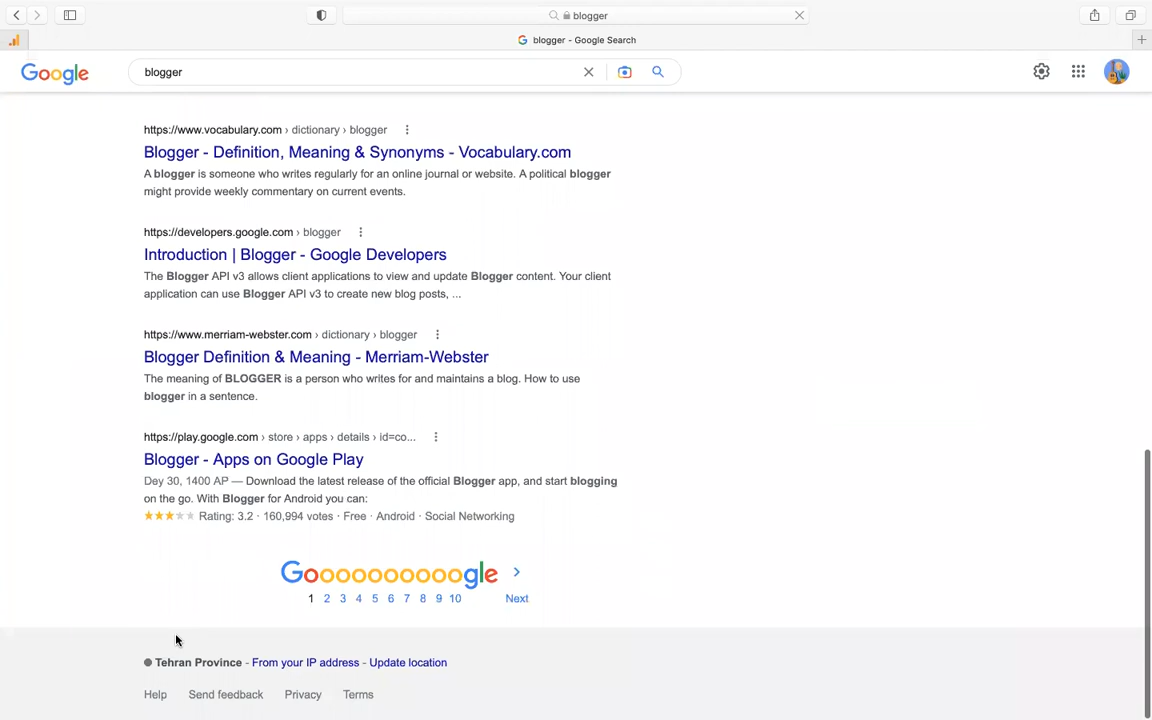 blogger
blogger - Google Search
Google
blogger
https://www.vocabulary.com › dictionary › blogger
Blogger - Definition, Meaning & Synonyms - Vocabulary.com
A blogger is someone who writes regularly for an online journal or website. A political blogger
might provide weekly commentary on current events.
https://developers.google.com › blogger
Introduction | Blogger - Google Developers
The Blogger API v3 allows client applications to view and update Blogger content. Your client
application can use Blogger API v3 to create new blog posts, ...
https://www.merriam-webster.com › dictionary › blogger
Blogger Definition & Meaning - Merriam-Webster
The meaning of BLOGGER is a person who writes for and maintains a blog. How to use
blogger in a sentence.
https://play.google.com › store › apps › details › id=co...
Blogger - Apps on Google Play
Dey 30, 1400 AP — Download the latest release of the official Blogger app, and start blogging
on the go. With Blogger for Android you can:
Rating: 3.2 · 160,994 votes · Free · Android · Social Networking
Goooooooooogle >
1 2 3 4 5 6 7 8 9 10 Next
Tehran Province - From your IP address - Update location
Help Send feedback Privacy Terms